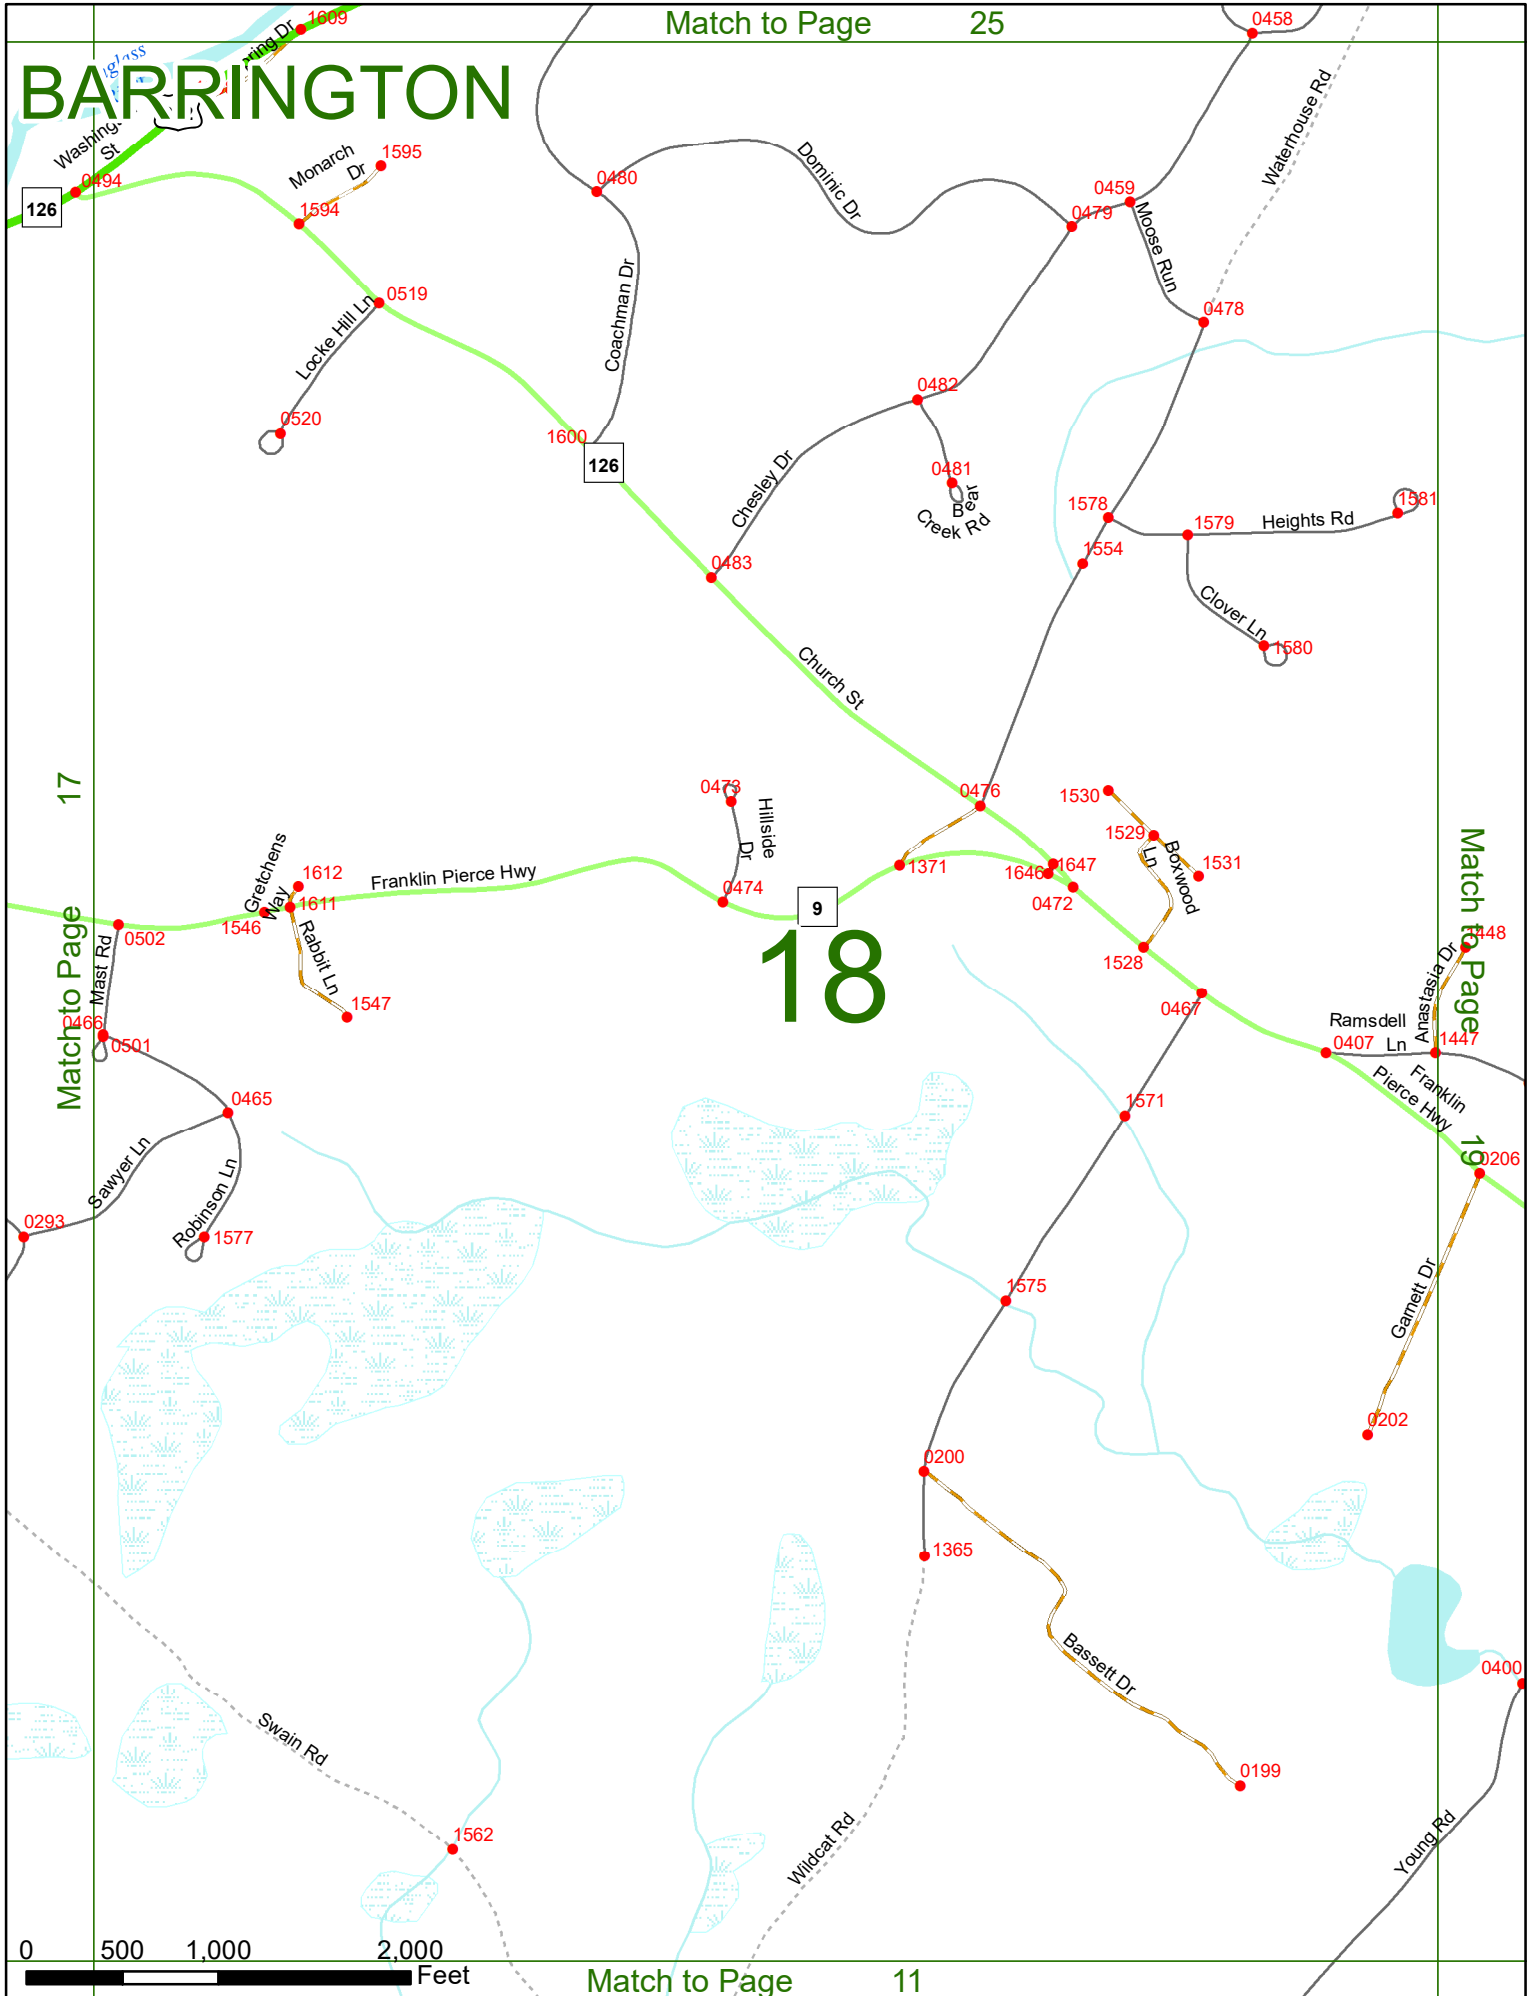 Match to Page 25
1609
0458
BARRINGTON
Washing
St
ering Dr
glass
0494
126
Monarch
Dr
1595
1594
0480
Dominic Dr
0459
0479
Waterhouse Rd
Moose Run
0478
0519
Locke Hill Ln
Coachman Dr
0520
1600
126
0482
0481
Bear
Creek Rd
Chesley Dr
0483
1578
1579
Heights Rd
1581
1554
Clover Ln
1580
Church St
Match to Page 17
0473
Hillside
Dr
0476
1530
1529
Boxwood
Ln
1531
1371
1647
1646
0472
Gretchens
Way
1612
1611
1546
Franklin Pierce Hwy
0474
9
18
0502
Mast Rd
Rabbit Ln
1547
0466
0501
1528
0467
Match to Page 19
1448
Anastasia Dr
Ramsdell
Ln
0407
1447
Franklin
Pierce Hwy
0465
1571
Sawyer Ln
Robinson Ln
0293
1577
0206
1575
Garnett Dr
0202
0200
1365
Bassett Dr
0400
Swain Rd
0199
1562
Wildcat Rd
Young Rd
0 500 1,000 2,000
Feet
Match to Page 11